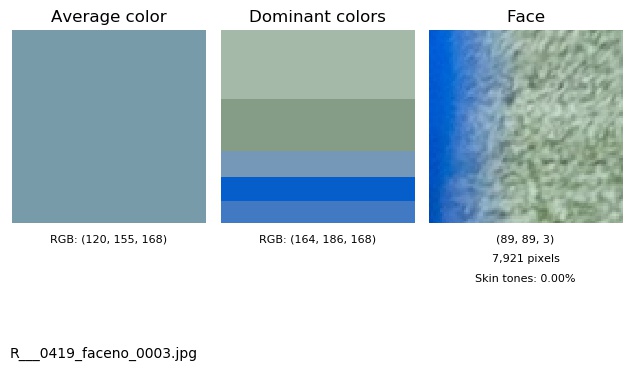 Average color
Dominant colors
Face
RGB: (120, 155, 168)
RGB: (164, 186, 168)
(89, 89, 3)
7,921 pixels
Skin tones: 0.00%
R___0419_faceno_0003.jpg